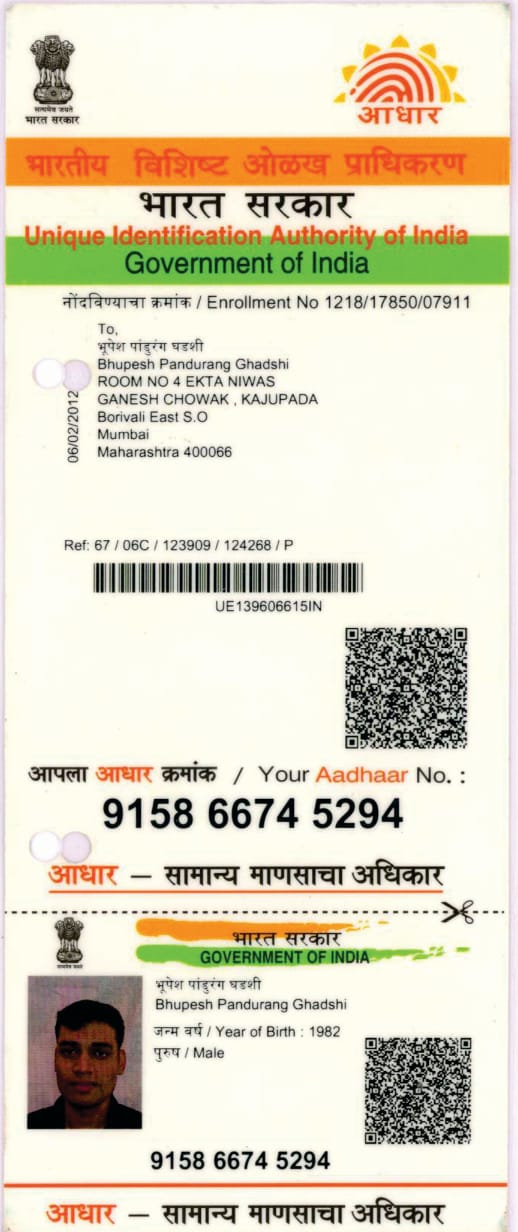 सत्यमेव जयते
भारत सरकार
आधार
भारतीय विशिष्ट ओळख प्राधिकरण
भारत सरकार
Unique Identification Authority of India
Government of India
नोंदविण्याचा क्रमांक / Enrollment No 1218/17850/07911
To,
भूपेश पांडुरंग घडशी
Bhupesh Pandurang Ghadshi
ROOM NO 4 EKTA NIWAS
GANESH CHOWAK , KAJUPADA
Borivali East S.O
Mumbai
Maharashtra 400066
06/02/2012
Ref: 67 / 06C / 123909 / 124268 / P
UE139606615IN
आपला आधार क्रमांक / Your Aadhaar No. :
9158 6674 5294
आधार – सामान्य माणसाचा अधिकार
भारत सरकार
GOVERNMENT OF INDIA
भूपेश पांडुरंग घडशी
Bhupesh Pandurang Ghadshi
जन्म वर्ष / Year of Birth : 1982
पुरुष / Male
9158 6674 5294
आधार – सामान्य माणसाचा अधिकार